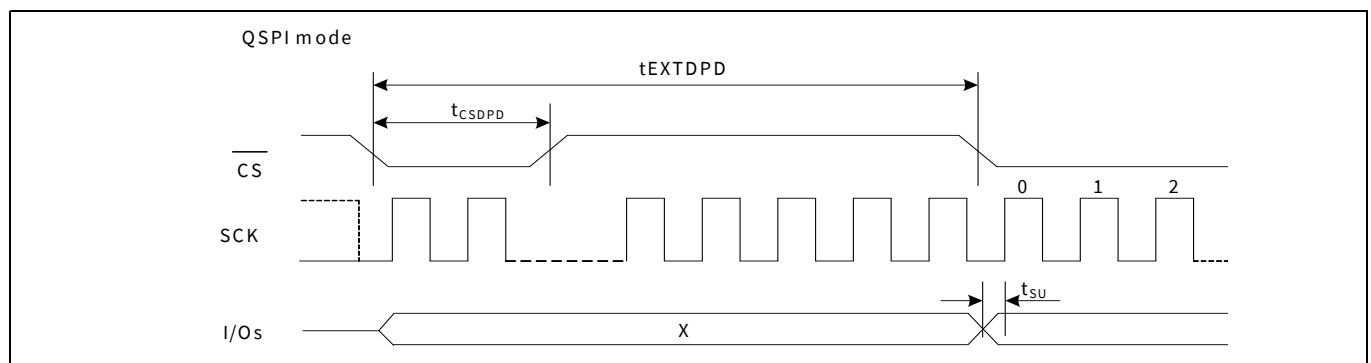 QSPI mode
tEXTDPD
tCSDPD
CS
0 1 2
SCK
tSU
I/Os
X